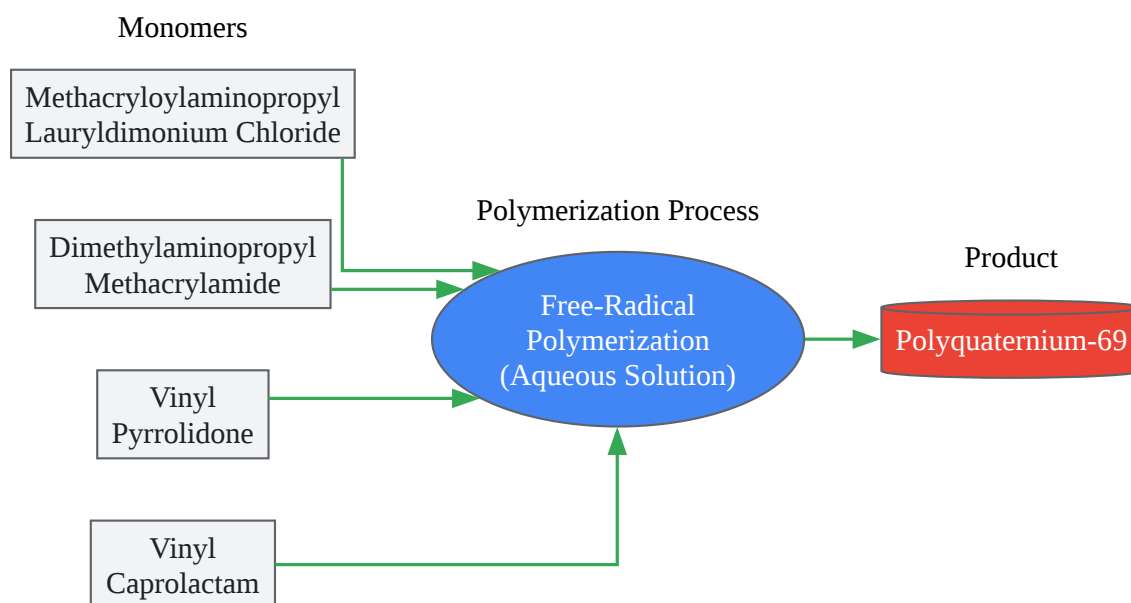 Monomers
Methacryloylaminopropyl
Lauryldimonium Chloride
Dimethylaminopropyl
Methacrylamide
Vinyl
Pyrrolidone
Vinyl
Caprolactam
Polymerization Process
Free-Radical
Polymerization
(Aqueous Solution)
Product
Polyquaternium-69